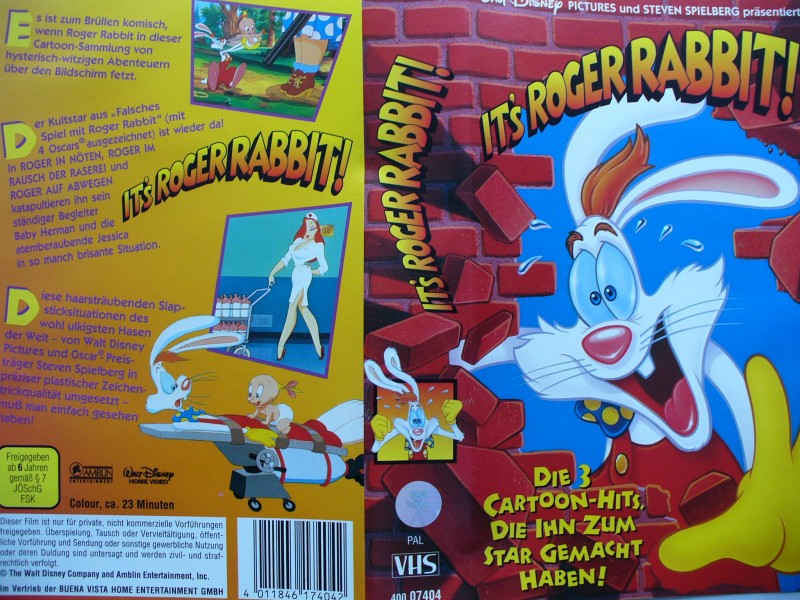 Es ist zum Brüllen komisch,
wenn Roger Rabbit in dieser
Cartoon-Sammlung von
hysterisch-witzigen Abenteuern
über den Bildschirm fetzt.
Der Kultstar aus „Falsches
Spiel mit Roger Rabbit“ (mit
4 Oscars® ausgezeichnet) ist wieder da!
In ROGER IN NÖTEN, ROGER IM
RAUSCH DER RASEREI und
ROGER AUF ABWEGEN
katapultieren ihn sein
ständiger Begleiter
Baby Herman und die
atemberaubende Jessica
in so manch brisante Situation.
IT'S ROGER RABBIT!
Diese haarsträubenden Slap-
sticksituationen des
wohl ulkigsten Hasen
der Welt – von Walt Disney
Pictures und Oscar® Preis-
träger Steven Spielberg in
präziser plastischer Zeichen-
trickqualität umgesetzt –
muß man einfach gesehen
haben!
Freigegeben
ab 6 Jahren
gemäß § 7
JÖSchG
FSK
AMBLIN
ENTERTAINMENT
WALT DISNEY
HOME VIDEO
Colour, ca. 23 Minuten
Dieser Film ist nur für private, nicht kommerzielle Vorführungen
freigegeben. Überspielung, Tausch oder Vervielfältigung, öffent-
liche Vorführung und Sendung oder sonstige gewerbliche Nutzung
oder deren Duldung sind untersagt und werden zivil- und straf-
rechtlich verfolgt.
© The Walt Disney Company and Amblin Entertainment, Inc.
Im Vertrieb der BUENA VISTA HOME ENTERTAINMENT GMBH
4 011846 174042
IT'S ROGER RABBIT!
PAL
VHS
400 07404
Walt Disney PICTURES und STEVEN SPIELBERG präsentieren
IT'S ROGER RABBIT!
DIE 3
CARTOON-HITS,
DIE IHN ZUM
STAR GEMACHT
HABEN!